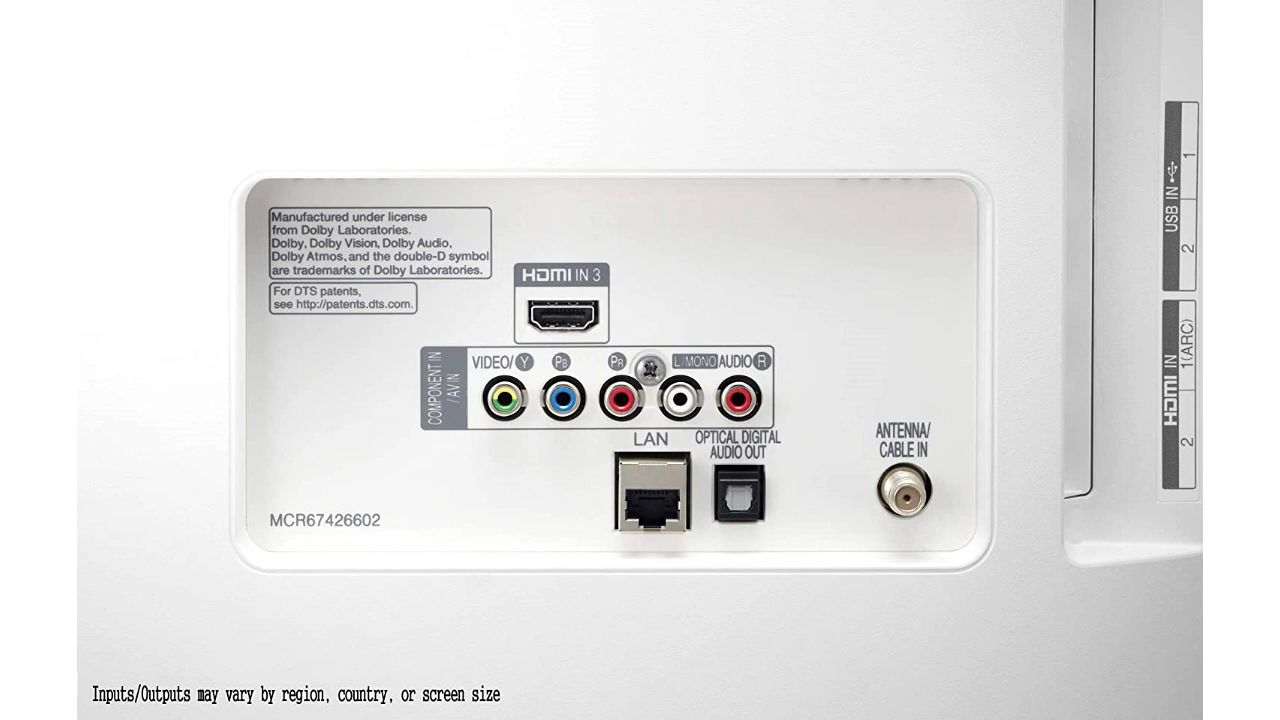 Manufactured under license
from Dolby Laboratories.
Dolby, Dolby Vision, Dolby Audio,
Dolby Atmos, and the double-D symbol
are trademarks of Dolby Laboratories.
For DTS patents,
see http://patents.dts.com.
HDMI IN 3
COMPONENT IN
/ AV IN
VIDEO/ Y PB PR L/MONO AUDIO R
LAN
OPTICAL DIGITAL
AUDIO OUT
ANTENNA/
CABLE IN
MCR67426602
USB IN
2 1
HDMI IN
2 1(ARC)
Inputs/Outputs may vary by region, country, or screen size